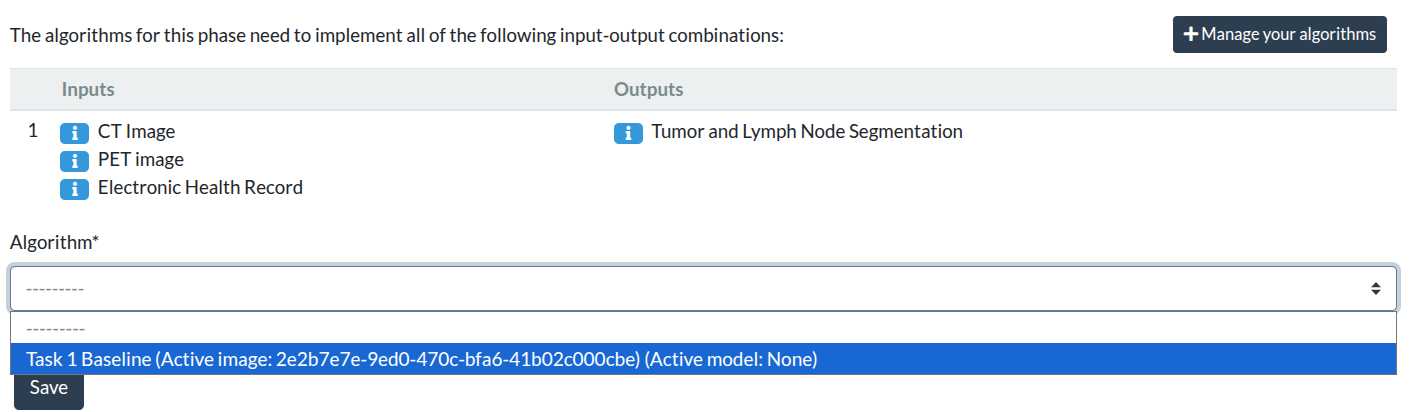 The algorithms for this phase need to implement all of the following input-output combinations:
Manage your algorithms
Inputs Outputs
1 CT Image Tumor and Lymph Node Segmentation
PET image
Electronic Health Record
Algorithm*
---------
---------
Task 1 Baseline (Active image: 2e2b7e7e-9ed0-470c-bfa6-41b02c000cbe) (Active model: None)
Save